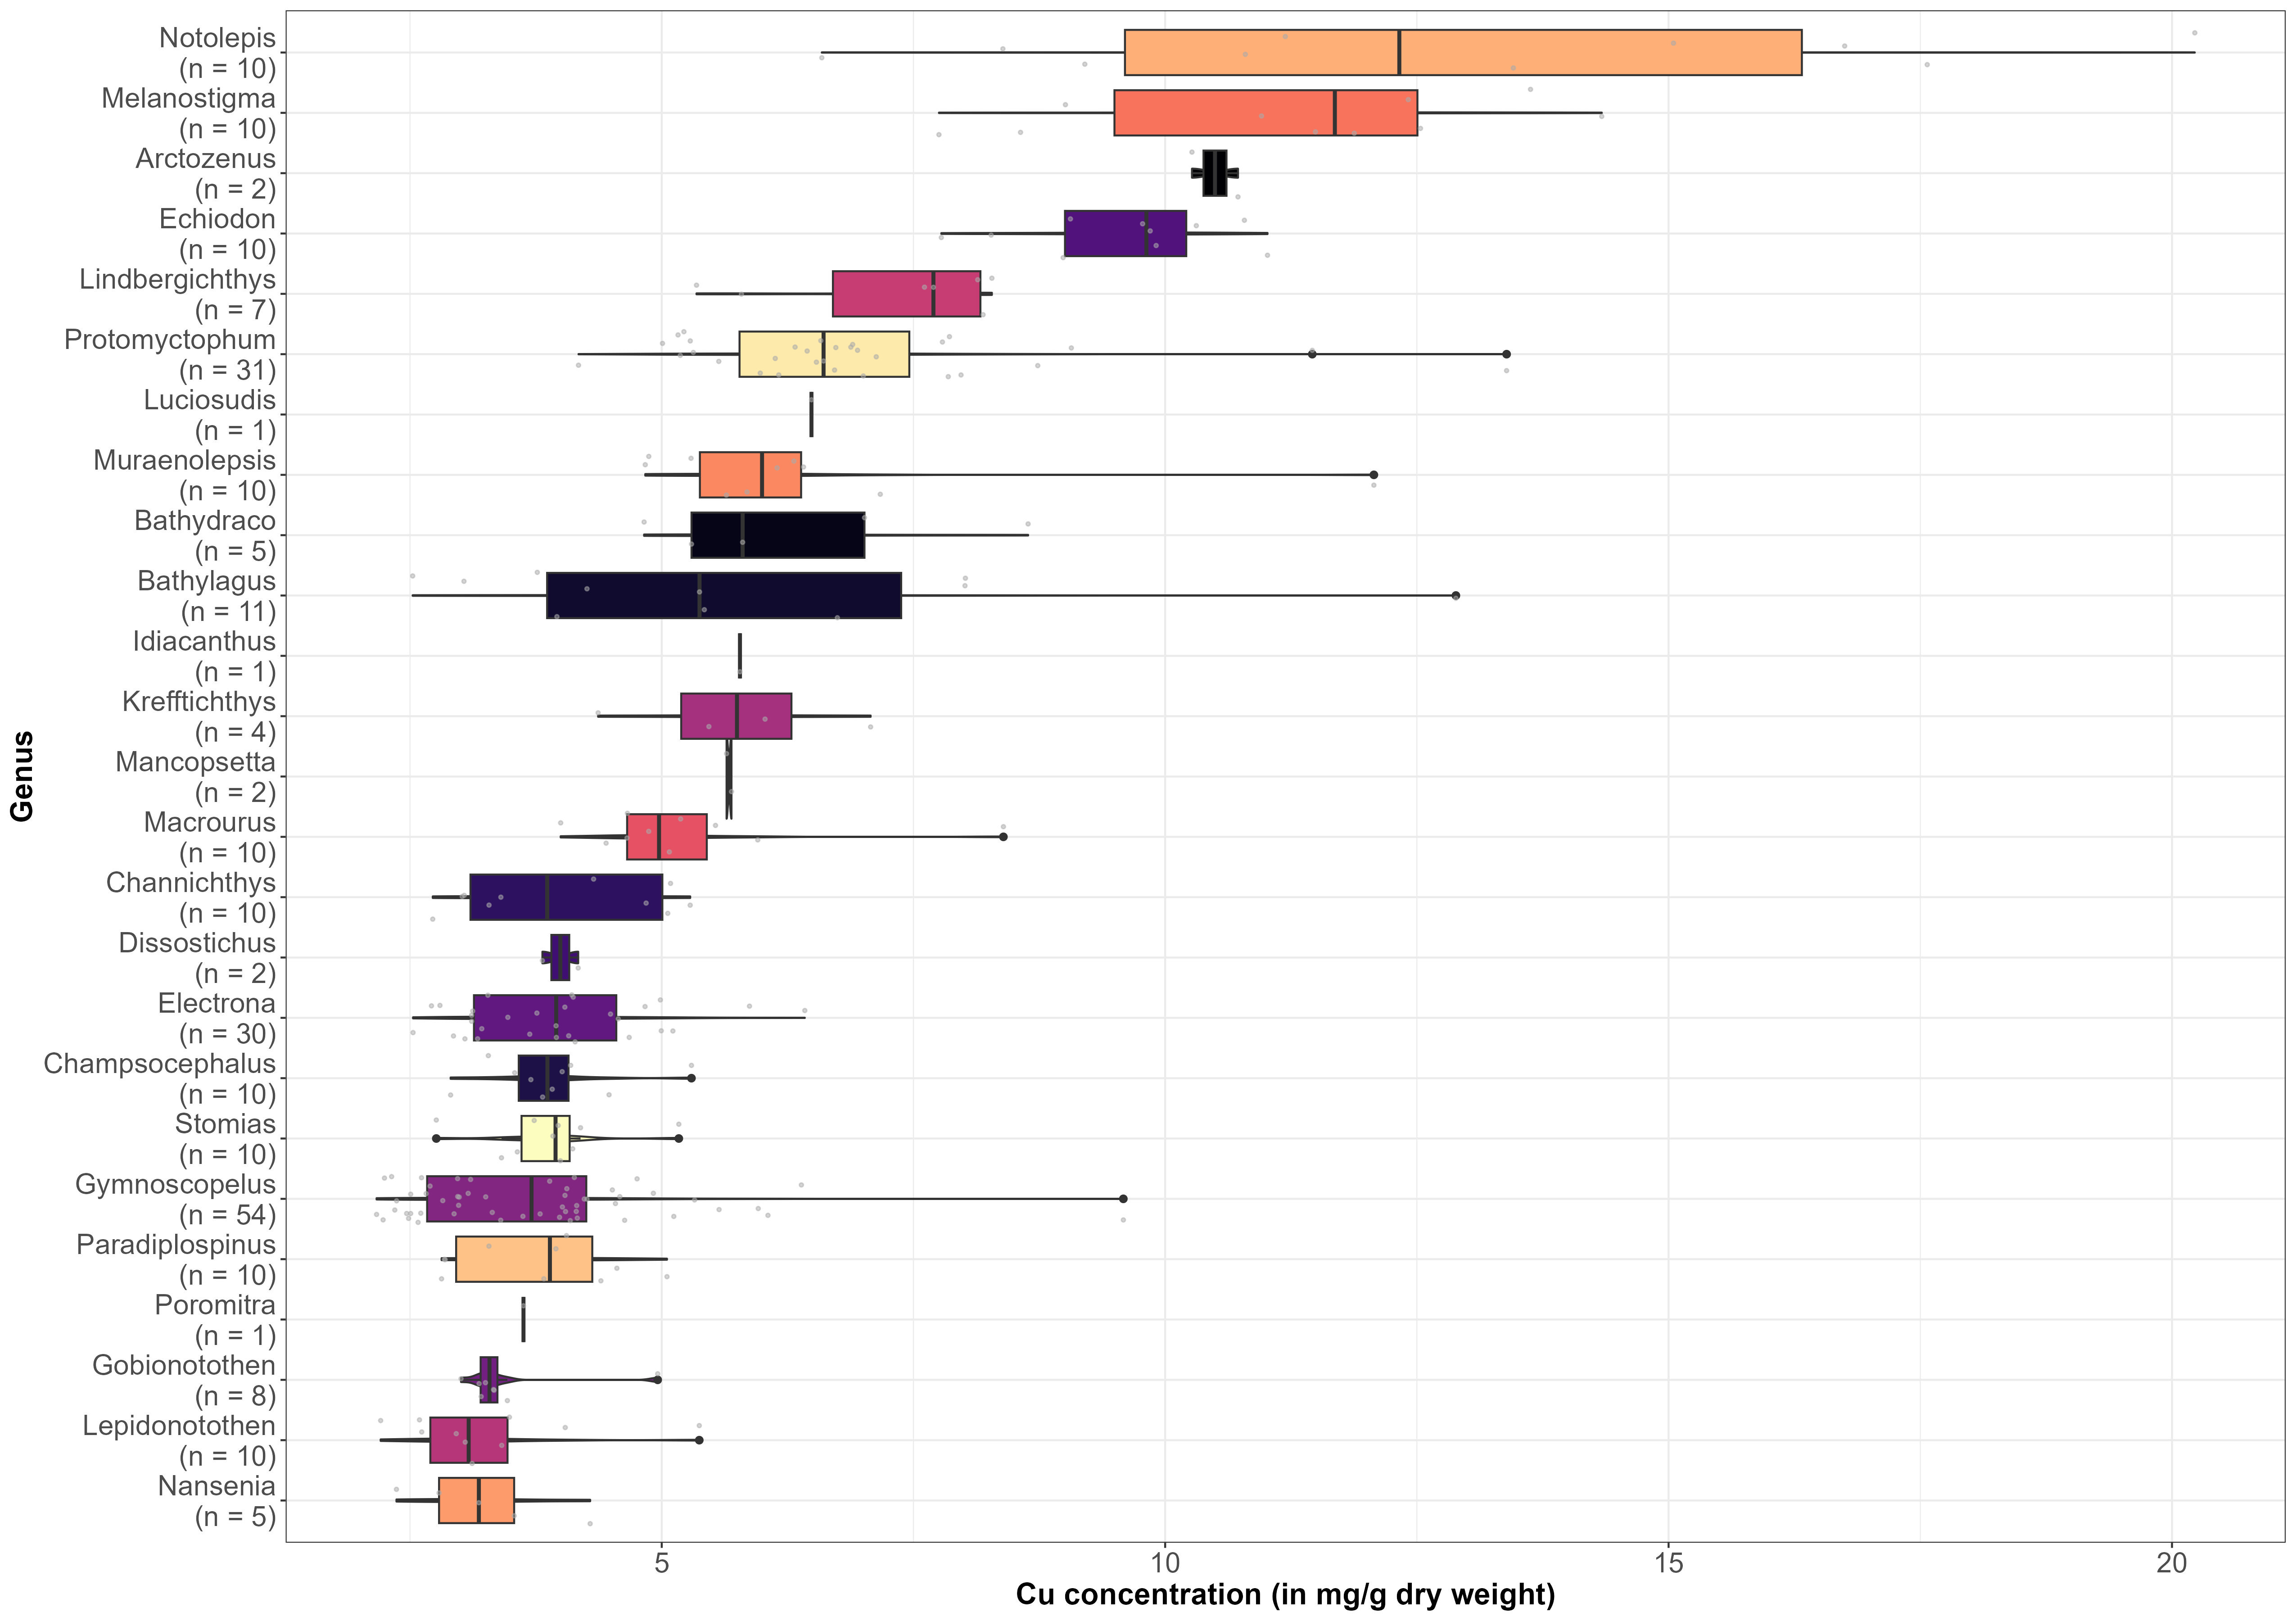 Notolepis
(n = 10)
Melanostigma
(n = 10)
Arctozenus
(n = 2)
Echiodon
(n = 10)
Lindbergichthys
(n = 7)
Protomyctophum
(n = 31)
Luciosudis
(n = 1)
Muraenolepsis
(n = 10)
Bathydraco
(n = 5)
Bathylagus
(n = 11)
Idiacanthus
(n = 1)
Krefftichthys
(n = 4)
Mancopsetta
(n = 2)
Macrourus
(n = 10)
Channichthys
(n = 10)
Dissostichus
(n = 2)
Electrona
(n = 30)
Champsocephalus
(n = 10)
Stomias
(n = 10)
Gymnoscopelus
(n = 54)
Paradiplospinus
(n = 10)
Poromitra
(n = 1)
Gobionotothen
(n = 8)
Lepidonotothen
(n = 10)
Nansenia
(n = 5)
Genus
5 10 15 20
Cu concentration (in mg/g dry weight)